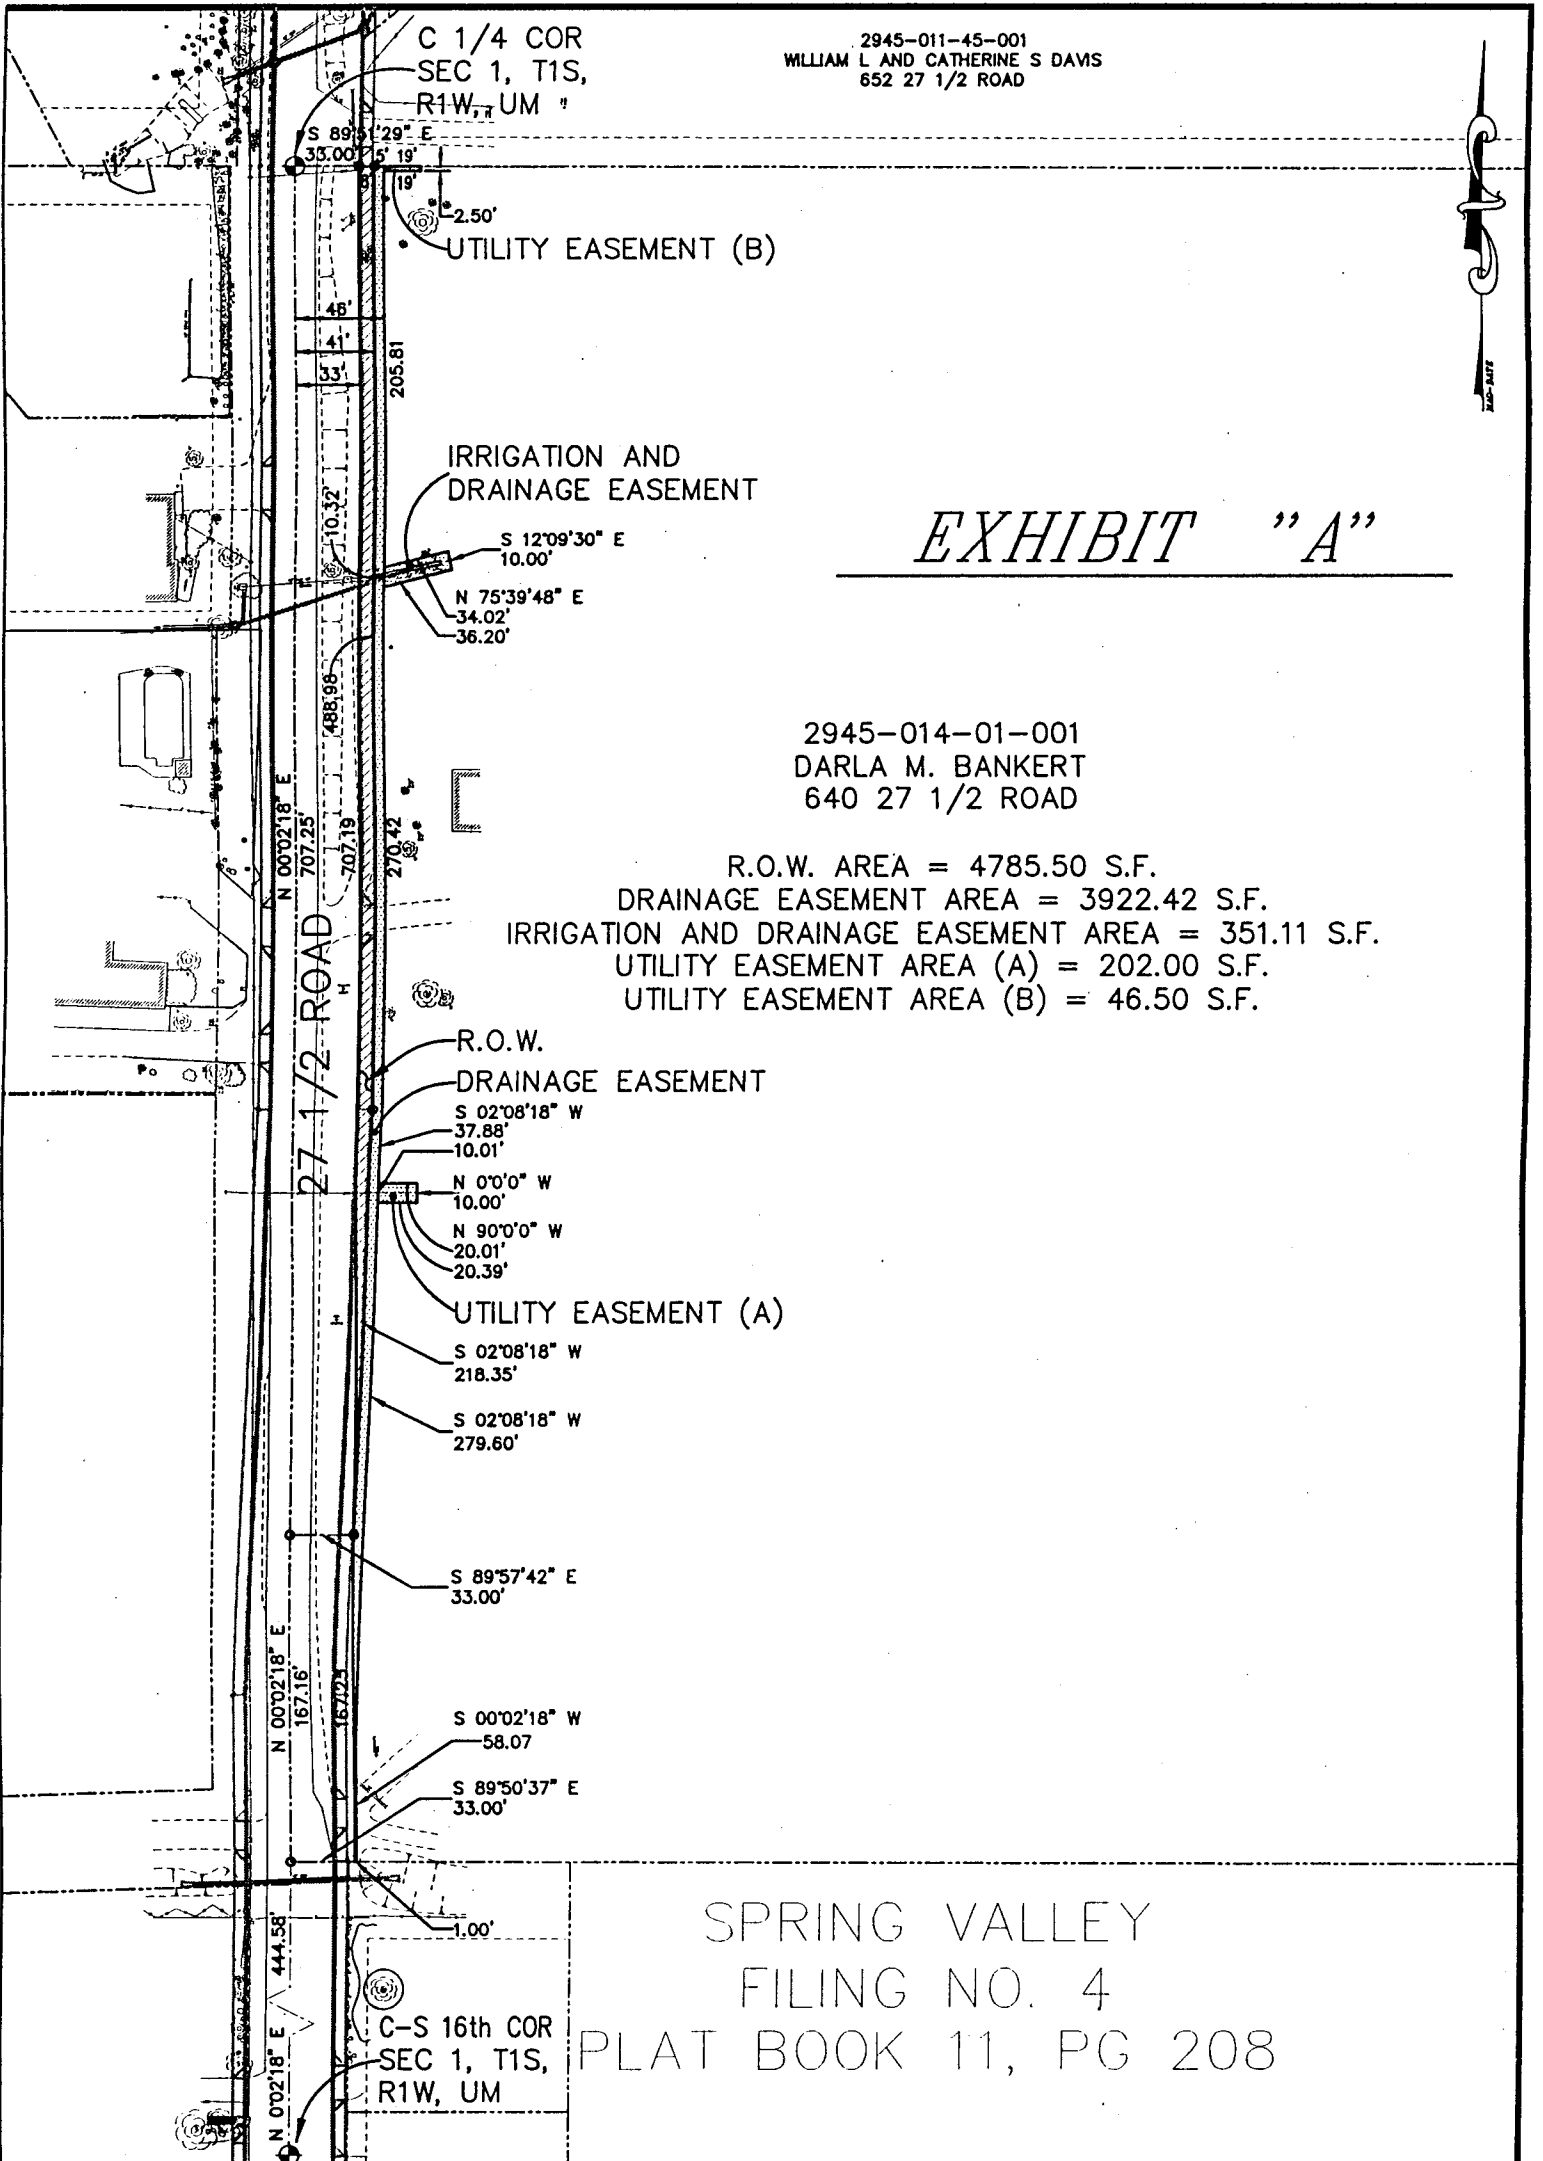 C 1/4 COR
SEC 1, T1S,
R1W, UM
2945-011-45-001
WILLIAM L AND CATHERINE S DAVIS
652 27 1/2 ROAD
S 89°51'29" E
33.00'
5' 19'
19'
2.50'
UTILITY EASEMENT (B)
46'
41'
33'
205.81
IRRIGATION AND
DRAINAGE EASEMENT
10.32'
S 12°09'30" E
10.00'
N 75°39'48" E
34.02'
36.20'
EXHIBIT "A"
488.98
2945-014-01-001
DARLA M. BANKERT
640 27 1/2 ROAD
N 00°02'18" E
707.25'
707.19
270.42
R.O.W. AREA = 4785.50 S.F.
DRAINAGE EASEMENT AREA = 3922.42 S.F.
IRRIGATION AND DRAINAGE EASEMENT AREA = 351.11 S.F.
UTILITY EASEMENT AREA (A) = 202.00 S.F.
UTILITY EASEMENT AREA (B) = 46.50 S.F.
27 1/2 ROAD
R.O.W.
DRAINAGE EASEMENT
S 02°08'18" W
37.88'
10.01'
N 0°0'0" W
10.00'
N 90°0'0" W
20.01'
20.39'
UTILITY EASEMENT (A)
S 02°08'18" W
218.35'
S 02°08'18" W
279.60'
S 89°57'42" E
33.00'
N 00°02'18" E
167.16'
167.23
S 00°02'18" W
58.07
S 89°50'37" E
33.00'
1.00'
444.58'
N 0°02'18" E
C-S 16th COR
SEC 1, T1S,
R1W, UM
SPRING VALLEY
FILING NO. 4
PLAT BOOK 11, PG 208